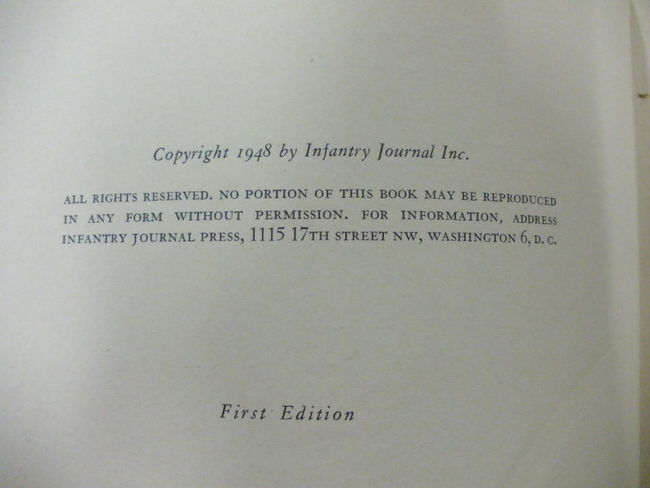 Copyright 1948 by Infantry Journal Inc.
ALL RIGHTS RESERVED. NO PORTION OF THIS BOOK MAY BE REPRODUCED
IN ANY FORM WITHOUT PERMISSION. FOR INFORMATION, ADDRESS
INFANTRY JOURNAL PRESS, 1115 17TH STREET NW, WASHINGTON 6, D. C.
First Edition